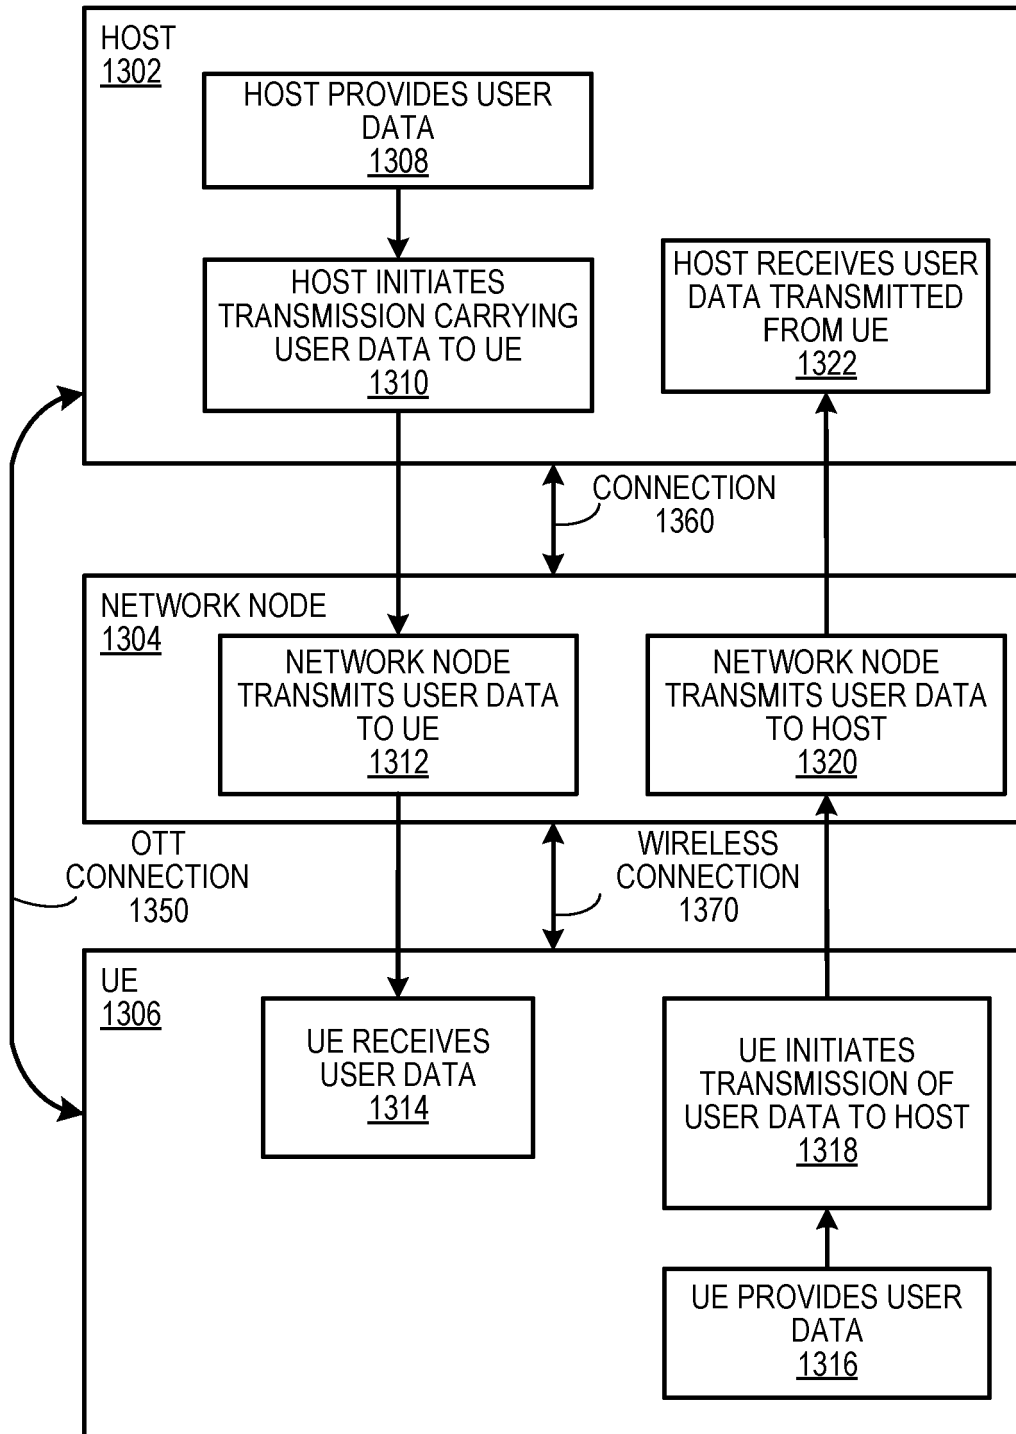 HOST
1302
HOST PROVIDES USER
DATA
1308
HOST INITIATES
TRANSMISSION CARRYING
USER DATA TO UE
1310
HOST RECEIVES USER
DATA TRANSMITTED
FROM UE
1322
CONNECTION
1360
NETWORK NODE
1304
NETWORK NODE
TRANSMITS USER DATA
TO UE
1312
NETWORK NODE
TRANSMITS USER DATA
TO HOST
1320
OTT
CONNECTION
1350
WIRELESS
CONNECTION
1370
UE
1306
UE RECEIVES
USER DATA
1314
UE INITIATES
TRANSMISSION OF
USER DATA TO HOST
1318
UE PROVIDES USER
DATA
1316